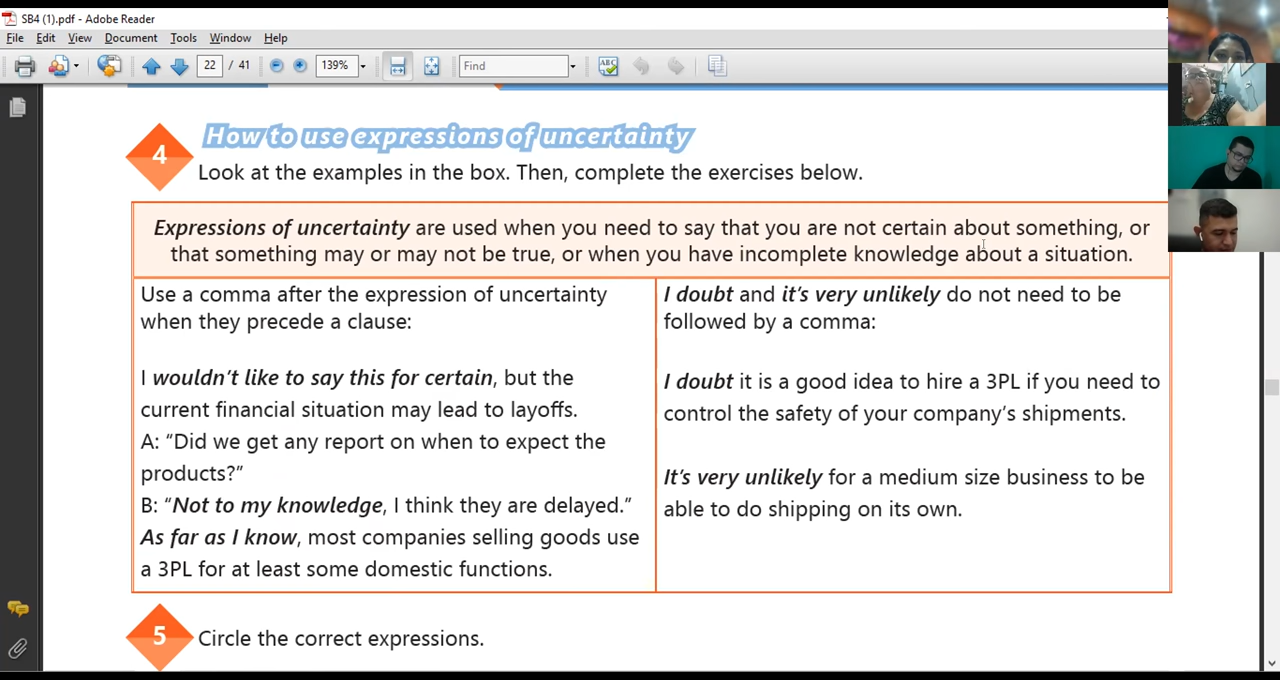 SB4 (1).pdf - Adobe Reader
File Edit View Document Tools Window Help
22 / 41 139% Find
4 How to use expressions of uncertainty
Look at the examples in the box. Then, complete the exercises below.
Expressions of uncertainty are used when you need to say that you are not certain about something, or
that something may or may not be true, or when you have incomplete knowledge about a situation.
Use a comma after the expression of uncertainty
when they precede a clause:
I wouldn't like to say this for certain, but the
current financial situation may lead to layoffs.
A: “Did we get any report on when to expect the
products?”
B: “Not to my knowledge, I think they are delayed.”
As far as I know, most companies selling goods use
a 3PL for at least some domestic functions.
I doubt and it's very unlikely do not need to be
followed by a comma:
I doubt it is a good idea to hire a 3PL if you need to
control the safety of your company's shipments.
It's very unlikely for a medium size business to be
able to do shipping on its own.
5 Circle the correct expressions.